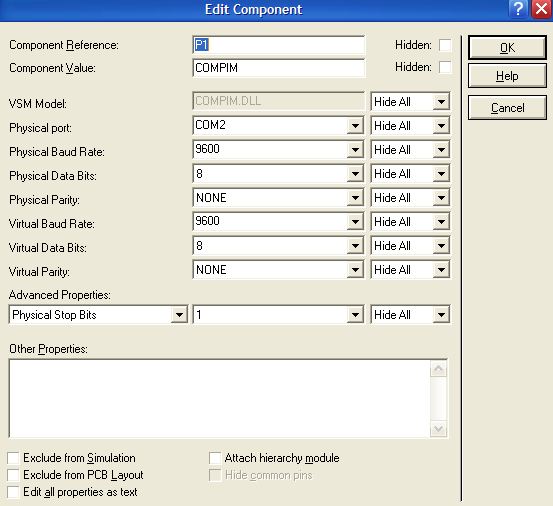 Edit Component
Component Reference: P1 Hidden: OK
Component Value: COMPIM Hidden: Help
VSM Model: COMPIM.DLL Hide All Cancel
Physical port: COM2 Hide All
Physical Baud Rate: 9600 Hide All
Physical Data Bits: 8 Hide All
Physical Parity: NONE Hide All
Virtual Baud Rate: 9600 Hide All
Virtual Data Bits: 8 Hide All
Virtual Parity: NONE Hide All
Advanced Properties:
Physical Stop Bits 1 Hide All
Other Properties:
Exclude from Simulation Attach hierarchy module
Exclude from PCB Layout Hide common pins
Edit all properties as text